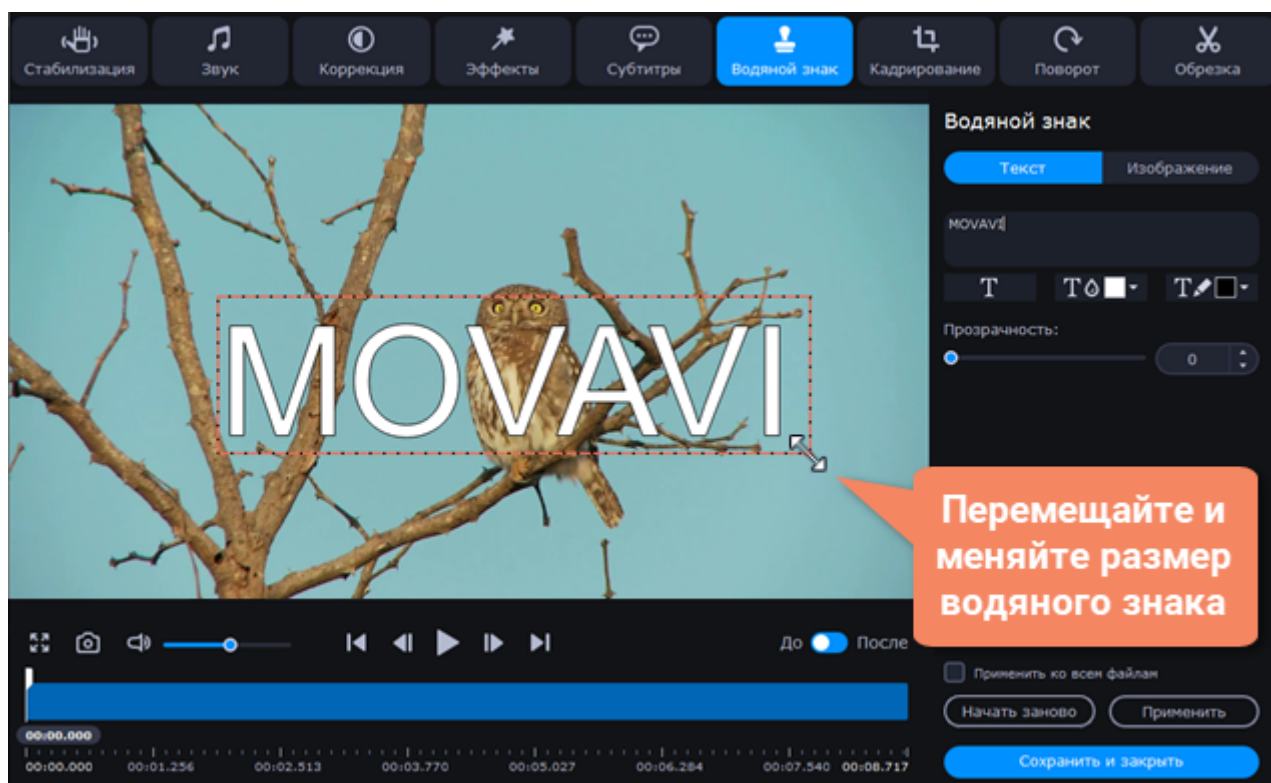 Стабилизация
Звук
Коррекция
Эффекты
Субтитры
Водяной знак
Кадрирование
Поворот
Обрезка
Водяной знак
Текст
Изображение
MOVAVI
T
T
T
Прозрачность:
0
MOVAVI
Перемещайте и
меняйте размер
водяного знака
До
После
Применить ко всем файлам
Начать заново
Применить
Сохранить и закрыть
00:00.000
00:00.000 00:01.256 00:02.513 00:03.770 00:05.027 00:06.284 00:07.540 00:08.717